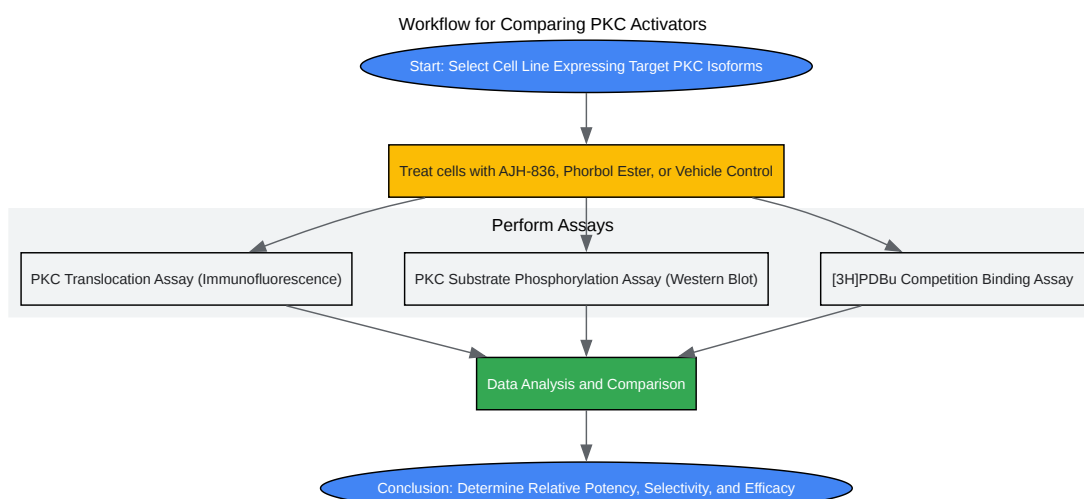 Workflow for Comparing PKC Activators
Start: Select Cell Line Expressing Target PKC Isoforms
Treat cells with AJH-836, Phorbol Ester, or Vehicle Control
Perform Assays
PKC Translocation Assay (Immunofluorescence)
PKC Substrate Phosphorylation Assay (Western Blot)
[3H]PDBu Competition Binding Assay
Data Analysis and Comparison
Conclusion: Determine Relative Potency, Selectivity, and Efficacy